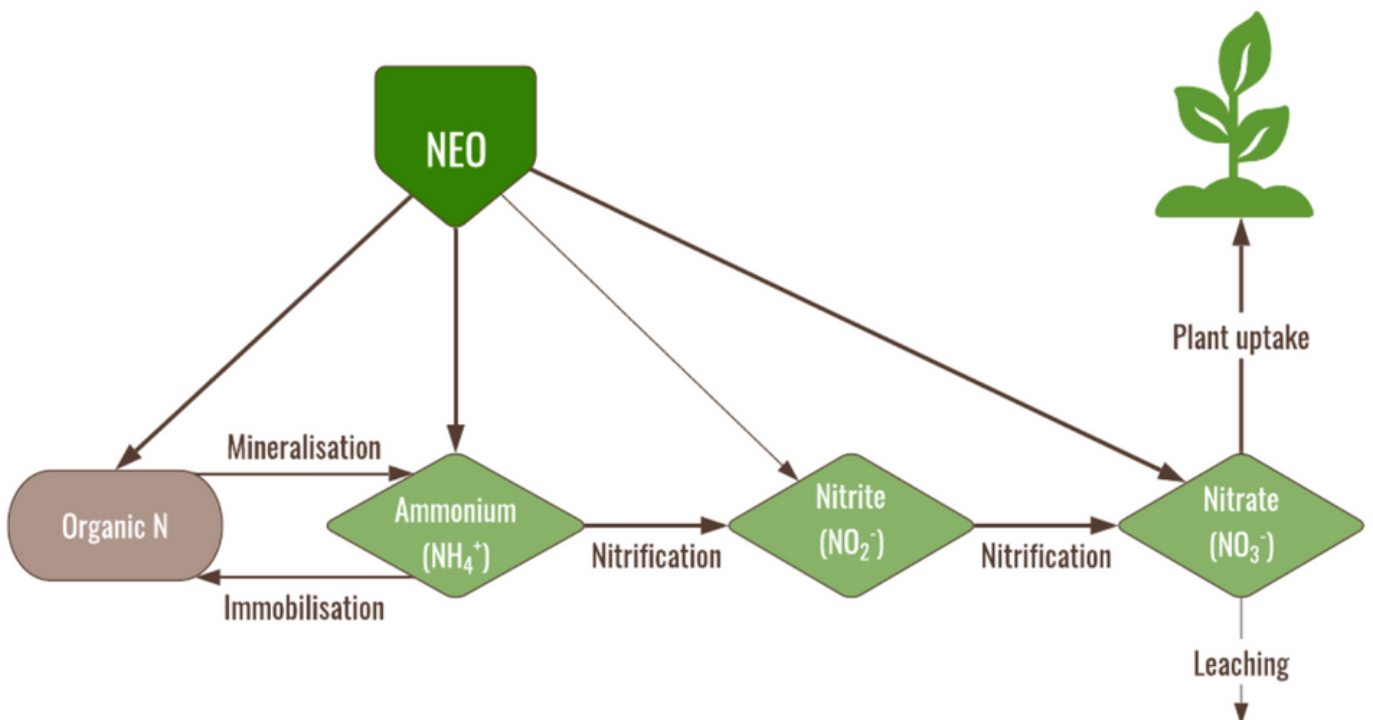 NEO
Plant uptake
Mineralisation
Organic N
Ammonium
(NH₄⁺)
Nitrification
Nitrite
(NO₂⁻)
Nitrification
Nitrate
(NO₃⁻)
Immobilisation
Leaching